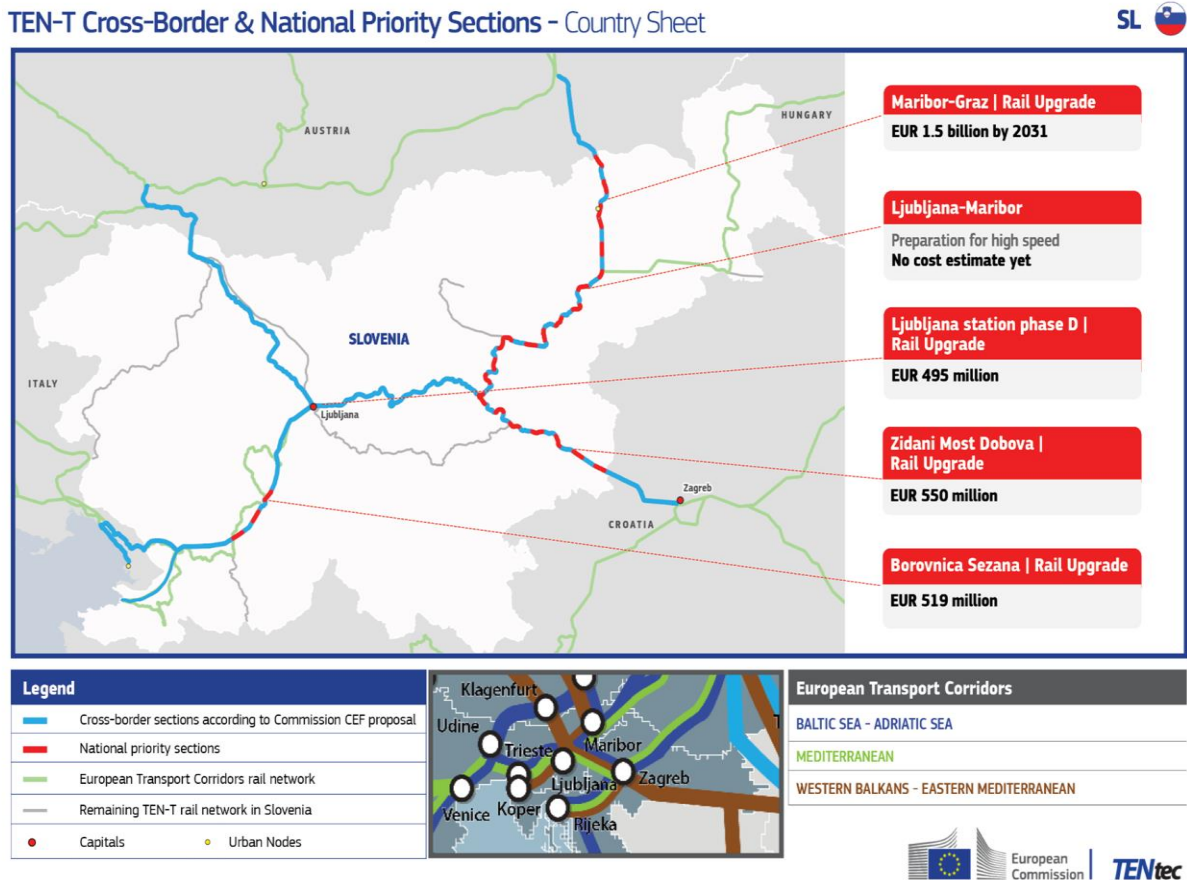 TEN-T Cross-Border & National Priority Sections - Country Sheet
SL
AUSTRIA
HUNGARY
SLOVENIA
ITALY
Ljubljana
Zagreb
CROATIA
Maribor-Graz | Rail Upgrade
EUR 1.5 billion by 2031
Ljubljana-Maribor
Preparation for high speed
No cost estimate yet
Ljubljana station phase D |
Rail Upgrade
EUR 495 million
Zidani Most Dobova |
Rail Upgrade
EUR 550 million
Borovnica Sezana | Rail Upgrade
EUR 519 million
Legend
Cross-border sections according to Commission CEF proposal
National priority sections
European Transport Corridors rail network
Remaining TEN-T rail network in Slovenia
Capitals
Urban Nodes
Klagenfurt
Udine
Trieste
Maribor
Ljubljana
Zagreb
Venice
Koper
Rijeka
European Transport Corridors
BALTIC SEA - ADRIATIC SEA
MEDITERRANEAN
WESTERN BALKANS - EASTERN MEDITERRANEAN
European
Commission
TENtec